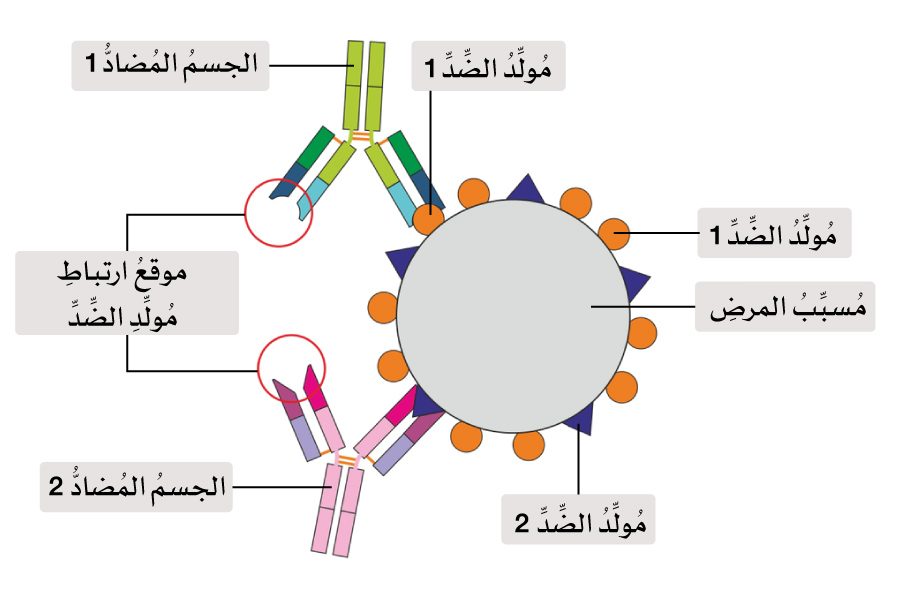 الجسمُ المُضادُّ 1
مُولِّدُ الضِّدِّ 1
مُولِّدُ الضِّدِّ 1
موقعُ ارتباطِ
مُولِّدِ الضِّدِّ
مُسبِّبُ المرضِ
الجسمُ المُضادُّ 2
مُولِّدُ الضِّدِّ 2